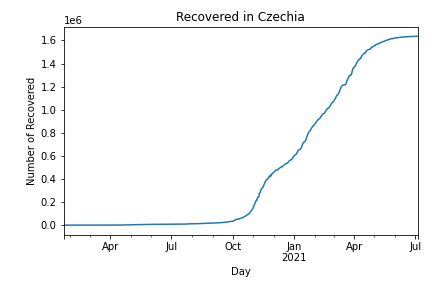 Recovered in Czechia
1e6
1.6
1.4
1.2
1.0
0.8
0.6
0.4
0.2
0.0
Number of Recovered
Apr Jul Oct Jan Apr Jul
2021
Day